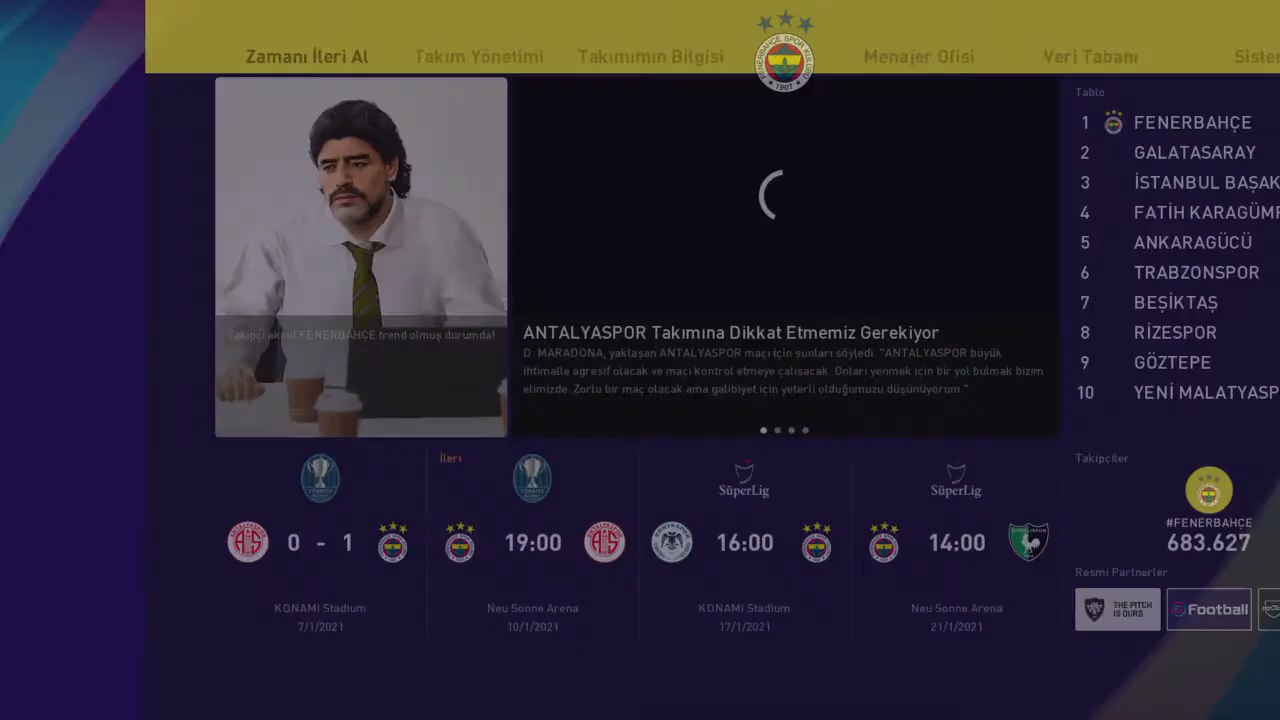 Zamanı İleri Al
Takım Yönetimi
Takımımın Bilgisi
Menajer Ofisi
Veri Tabanı
Sister
FENERBAHÇE SPOR KULÜBÜ
1907
Takipçi akını! FENERBAHÇE trend olmuş durumda!
ANTALYASPOR Takımına Dikkat Etmemiz Gerekiyor
D. MARADONA, yaklaşan ANTALYASPOR maçı için şunları söyledi. "ANTALYASPOR büyük
ihtimalle agresif olacak ve maçı kontrol etmeye çalışacak. Onları yenmek için bir yol bulmak bizim
elimizde. Zorlu bir maç olacak ama galibiyet için yeterli olduğumuzu düşünüyorum."
Tablo
1 FENERBAHÇE
2 GALATASARAY
3 İSTANBUL BAŞAK
4 FATİH KARAGÜMR
5 ANKARAGÜCÜ
6 TRABZONSPOR
7 BEŞİKTAŞ
8 RİZESPOR
9 GÖZTEPE
10 YENİ MALATYASP
0 - 1
KONAMI Stadium
7/1/2021
İleri
19:00
Neu Sonne Arena
10/1/2021
SüperLig
16:00
KONAMI Stadium
17/1/2021
SüperLig
14:00
Neu Sonne Arena
21/1/2021
Takipçiler
#FENERBAHÇE
683.627
Resmi Partnerler
THE PITCH
IS OURS
eFootball